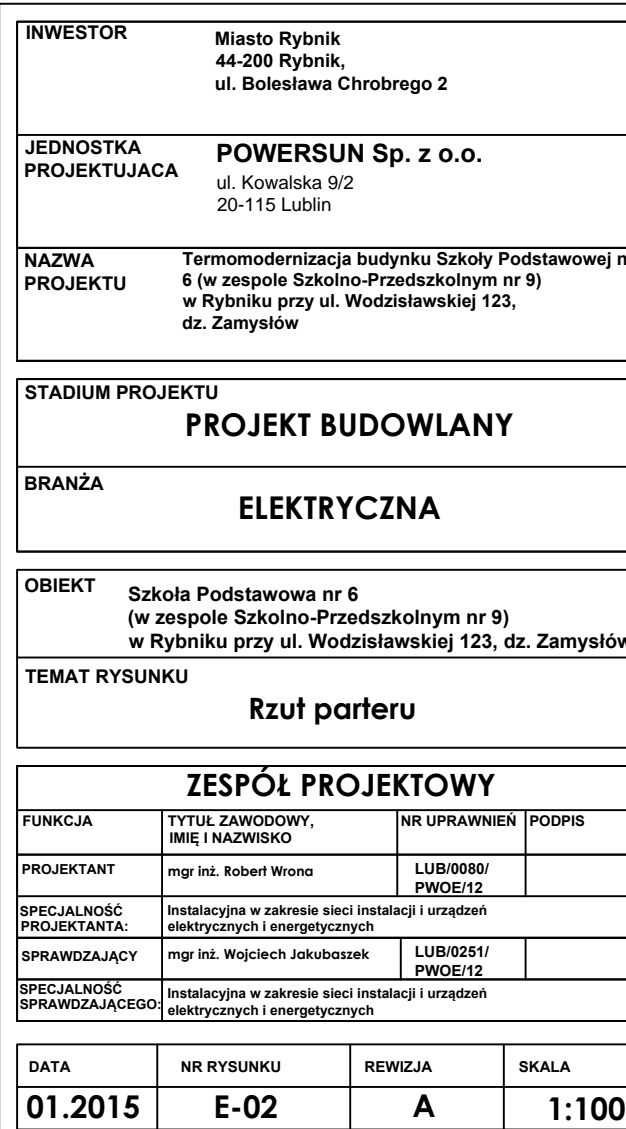 INWESTOR
Miasto Rybnik
44-200 Rybnik,
ul. Bolesława Chrobrego 2
JEDNOSTKA
PROJEKTUJACA
POWERSUN Sp. z o.o.
ul. Kowalska 9/2
20-115 Lublin
NAZWA
PROJEKTU
Termomodernizacja budynku Szkoły Podstawowej n
6 (w zespole Szkolno-Przedszkolnym nr 9)
w Rybniku przy ul. Wodzisławskiej 123,
dz. Zamysłów
STADIUM PROJEKTU
PROJEKT BUDOWLANY
BRANŻA
ELEKTRYCZNA
OBIEKT
Szkoła Podstawowa nr 6
(w zespole Szkolno-Przedszkolnym nr 9)
w Rybniku przy ul. Wodzisławskiej 123, dz. Zamysłów
TEMAT RYSUNKU
Rzut parteru
ZESPÓŁ PROJEKTOWY
FUNKCJA
TYTUŁ ZAWODOWY,
IMIĘ I NAZWISKO
NR UPRAWNIEŃ
PODPIS
PROJEKTANT
mgr inż. Robert Wrona
LUB/0080/
PWOE/12
SPECJALNOŚĆ
PROJEKTANTA:
Instalacyjna w zakresie sieci instalacji i urządzeń
elektrycznych i energetycznych
SPRAWDZAJĄCY
mgr inż. Wojciech Jakubaszek
LUB/0251/
PWOE/12
SPECJALNOŚĆ
SPRAWDZAJĄCEGO:
Instalacyjna w zakresie sieci instalacji i urządzeń
elektrycznych i energetycznych
DATA
NR RYSUNKU
REWIZJA
SKALA
01.2015
E-02
A
1:100